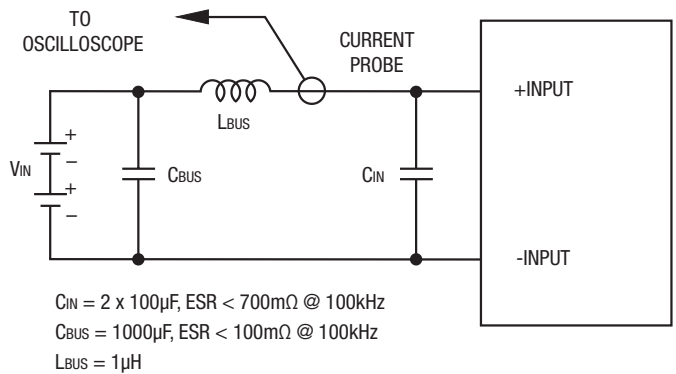 TO
OSCILLOSCOPE
CURRENT
PROBE
LBUS
+INPUT
VIN
+
−
+
−
CBUS
CIN
-INPUT
CIN = 2 x 100µF, ESR < 700mΩ @ 100kHz
CBUS = 1000µF, ESR < 100mΩ @ 100kHz
LBUS = 1µH